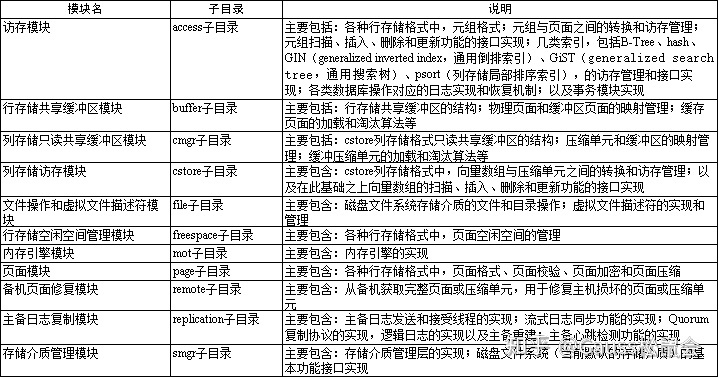 模块名 子目录 说明
访存模块 access子目录 主要包括：各种行存储格式中，元组格式；元组与页面之间的转换和访存管理；
元组扫描、插入、删除和更新功能的接口实现；几类索引，包括B-Tree、hash、
GIN（generalized inverted index，通用倒排索引）、GiST（generalized search
tree，通用搜索树）、psort（列存储局部排序索引），的访存管理和接口实
现；各类数据库操作对应的日志实现和恢复机制；以及事务模块实现
行存储共享缓冲区模块 buffer子目录 主要包括：行存储共享缓冲区的结构；物理页面和缓冲区页面的映射管理；缓存
页面的加载和淘汰算法等
列存储只读共享缓冲区模块 cmgr子目录 主要包括：cstore列存储格式只读共享缓冲区的结构；压缩单元和缓冲区的映射管
理；缓冲压缩单元的加载和淘汰算法等
列存储访存模块 cstore子目录 主要包含：cstore列存储格式中，向量数组与压缩单元之间的转换和访存管理；以
及在此基础之上向量数组的扫描、插入、删除和更新功能的接口实现
文件操作和虚拟文件描述符模
块 file子目录 主要包含：磁盘文件系统存储介质的文件和目录操作；虚拟文件描述符的实现和
管理
行存储空闲空间管理模块 freespace子目录 主要包含：各种行存储格式中，页面空闲空间的管理
内存引擎模块 mot子目录 主要包含：内存引擎的实现
页面模块 page子目录 主要包含：各种行存储格式中，页面格式、页面校验、页面加密和页面压缩
备机页面修复模块 remote子目录 主要包含：从备机获取完整页面或压缩单元，用于修复主机损坏的页面或压缩
单元
主备日志复制模块 replication子目录 主要包含：主备日志发送和接受线程的实现；流式日志同步功能的实现；Quorum
复制协议的实现，逻辑日志的实现以及主备重建；主备心跳检测功能的实现
存储介质管理模块 smgr子目录 主要包含：存储介质管理层的实现；磁盘文件系统（当前默认的存储介质）的基
本功能接口实现